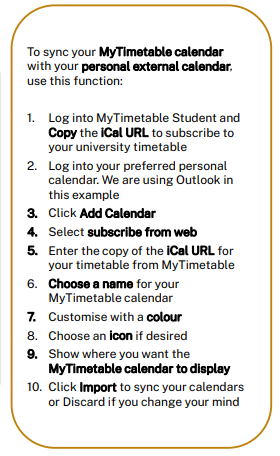 To sync your MyTimetable calendar
with your personal external calendar,
use this function:
1. Log into MyTimetable Student and
Copy the iCal URL to subscribe to
your university timetable
2. Log into your preferred personal
calendar. We are using Outlook in
this example
3. Click Add Calendar
4. Select subscribe from web
5. Enter the copy of the iCal URL for
your timetable from MyTimetable
6. Choose a name for your
MyTimetable calendar
7. Customise with a colour
8. Choose an icon if desired
9. Show where you want the
MyTimetable calendar to display
10. Click Import to sync your calendars
or Discard if you change your mind